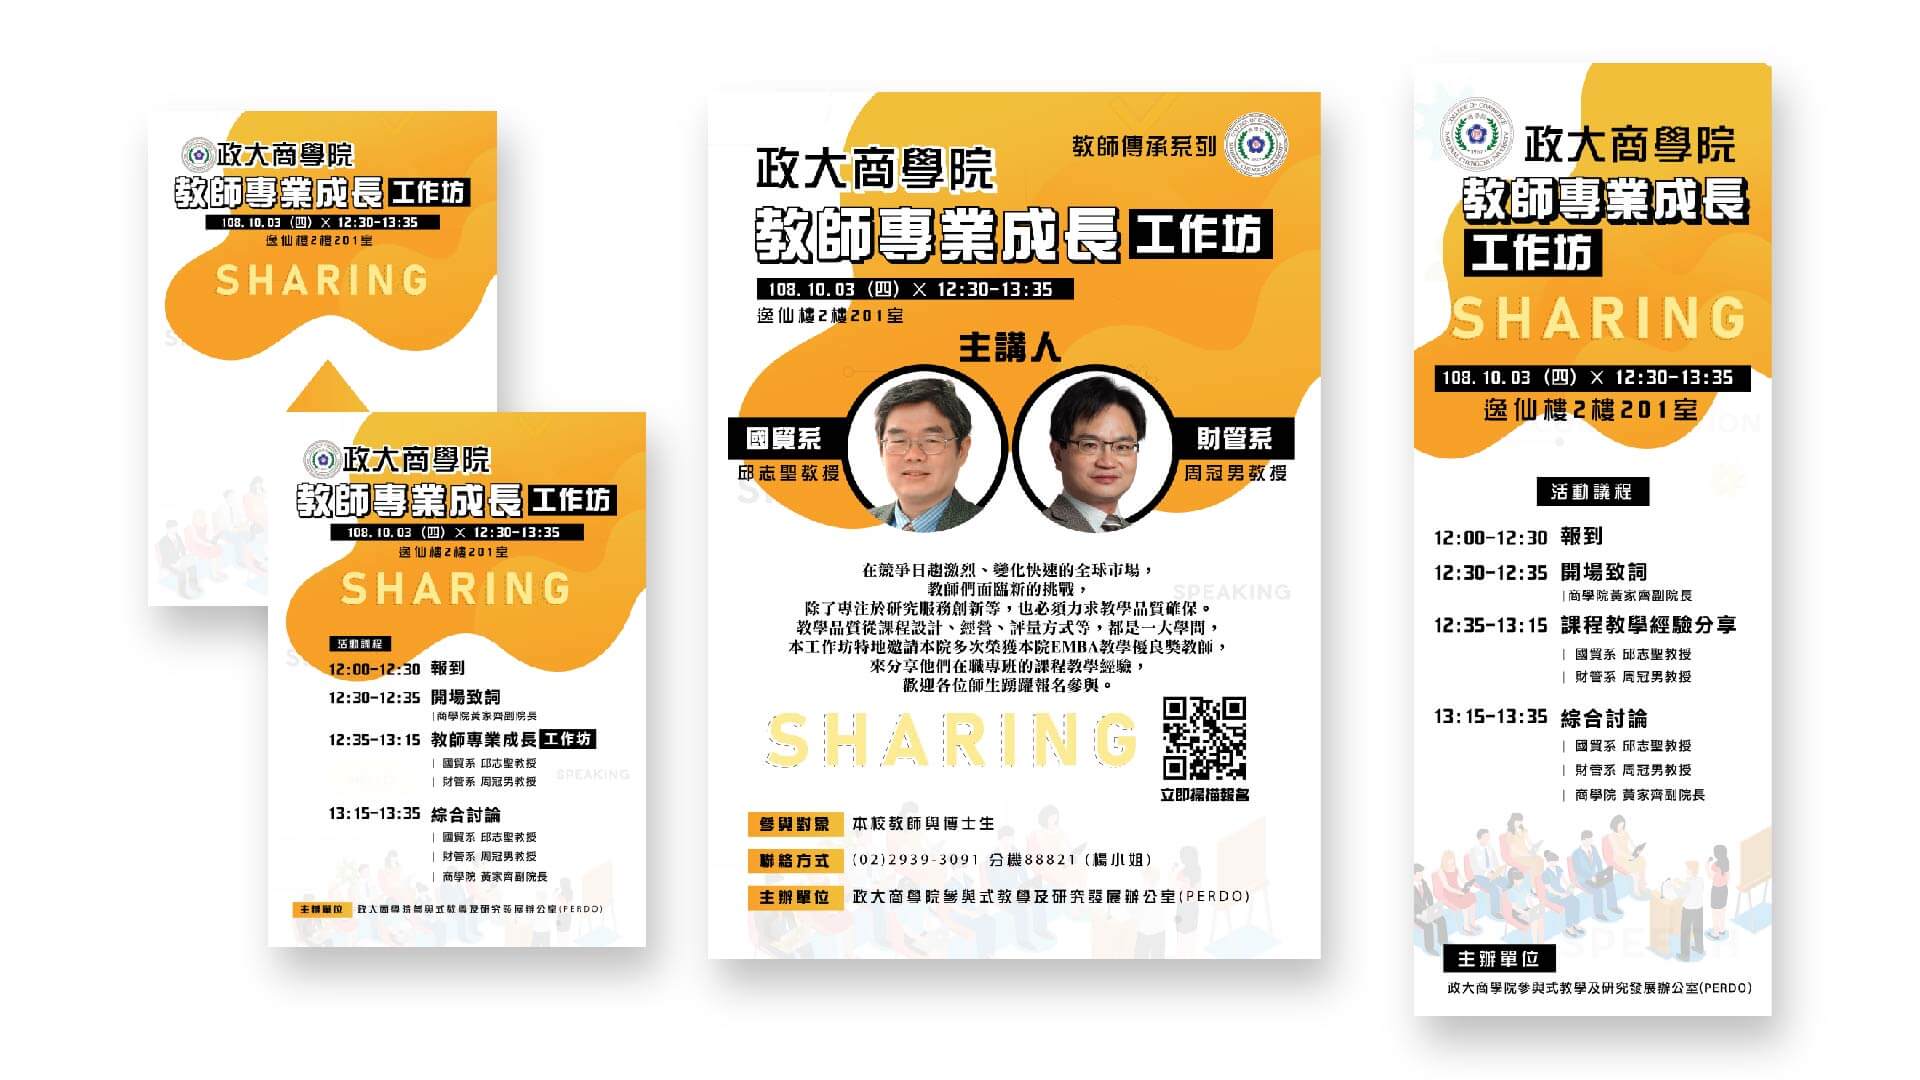 政大商學院
教師專業成長 工作坊
108.10.03 (四) × 12:30-13:35
逸仙樓2樓201室
SHARING
政大商學院
教師專業成長 工作坊
108.10.03 (四) × 12:30-13:35
逸仙樓2樓201室
SHARING
活動議程
12:00-12:30 報到
12:30-12:35 開場致詞
|商學院黃家齊副院長
12:35-13:15 教師專業成長 工作坊
| 國貿系 邱志聖教授
| 財管系 周冠男教授
SPEAKING
13:15-13:35 綜合討論
| 國貿系 邱志聖教授
| 財管系 周冠男教授
| 商學院 黃家齊副院長
主辦單位 政大商學院參與式教學及研究發展辦公室(PERDO)
教師傳承系列
政大商學院
教師專業成長 工作坊
108.10.03 (四) × 12:30-13:35
逸仙樓2樓201室
主講人
國貿系
邱志聖教授
財管系
周冠男教授
在競爭日趨激烈、變化快速的全球市場，
教師們面臨新的挑戰，
SPEAKING
除了專注於研究服務創新等，也必須力求教學品質確保。
教學品質從課程設計、經營、評量方式等，都是一大學問，
本工作坊特地邀請本院多次榮獲本院EMBA教學優良獎教師，
來分享他們在職專班的課程教學經驗，
歡迎各位師生踴躍報名參與。
SHARING
立即掃描報名
參與對象 本校教師與博士生
聯絡方式 (02)2939-3091 分機88821 (楊小姐)
主辦單位 政大商學院參與式教學及研究發展辦公室(PERDO)
政大商學院
教師專業成長
工作坊
SHARING
108.10.03 (四) × 12:30-13:35
逸仙樓2樓201室
活動議程
12:00-12:30 報到
12:30-12:35 開場致詞
|商學院黃家齊副院長
12:35-13:15 課程教學經驗分享
| 國貿系 邱志聖教授
| 財管系 周冠男教授
13:15-13:35 綜合討論
| 國貿系 邱志聖教授
| 財管系 周冠男教授
| 商學院 黃家齊副院長
主辦單位
政大商學院參與式教學及研究發展辦公室(PERDO)